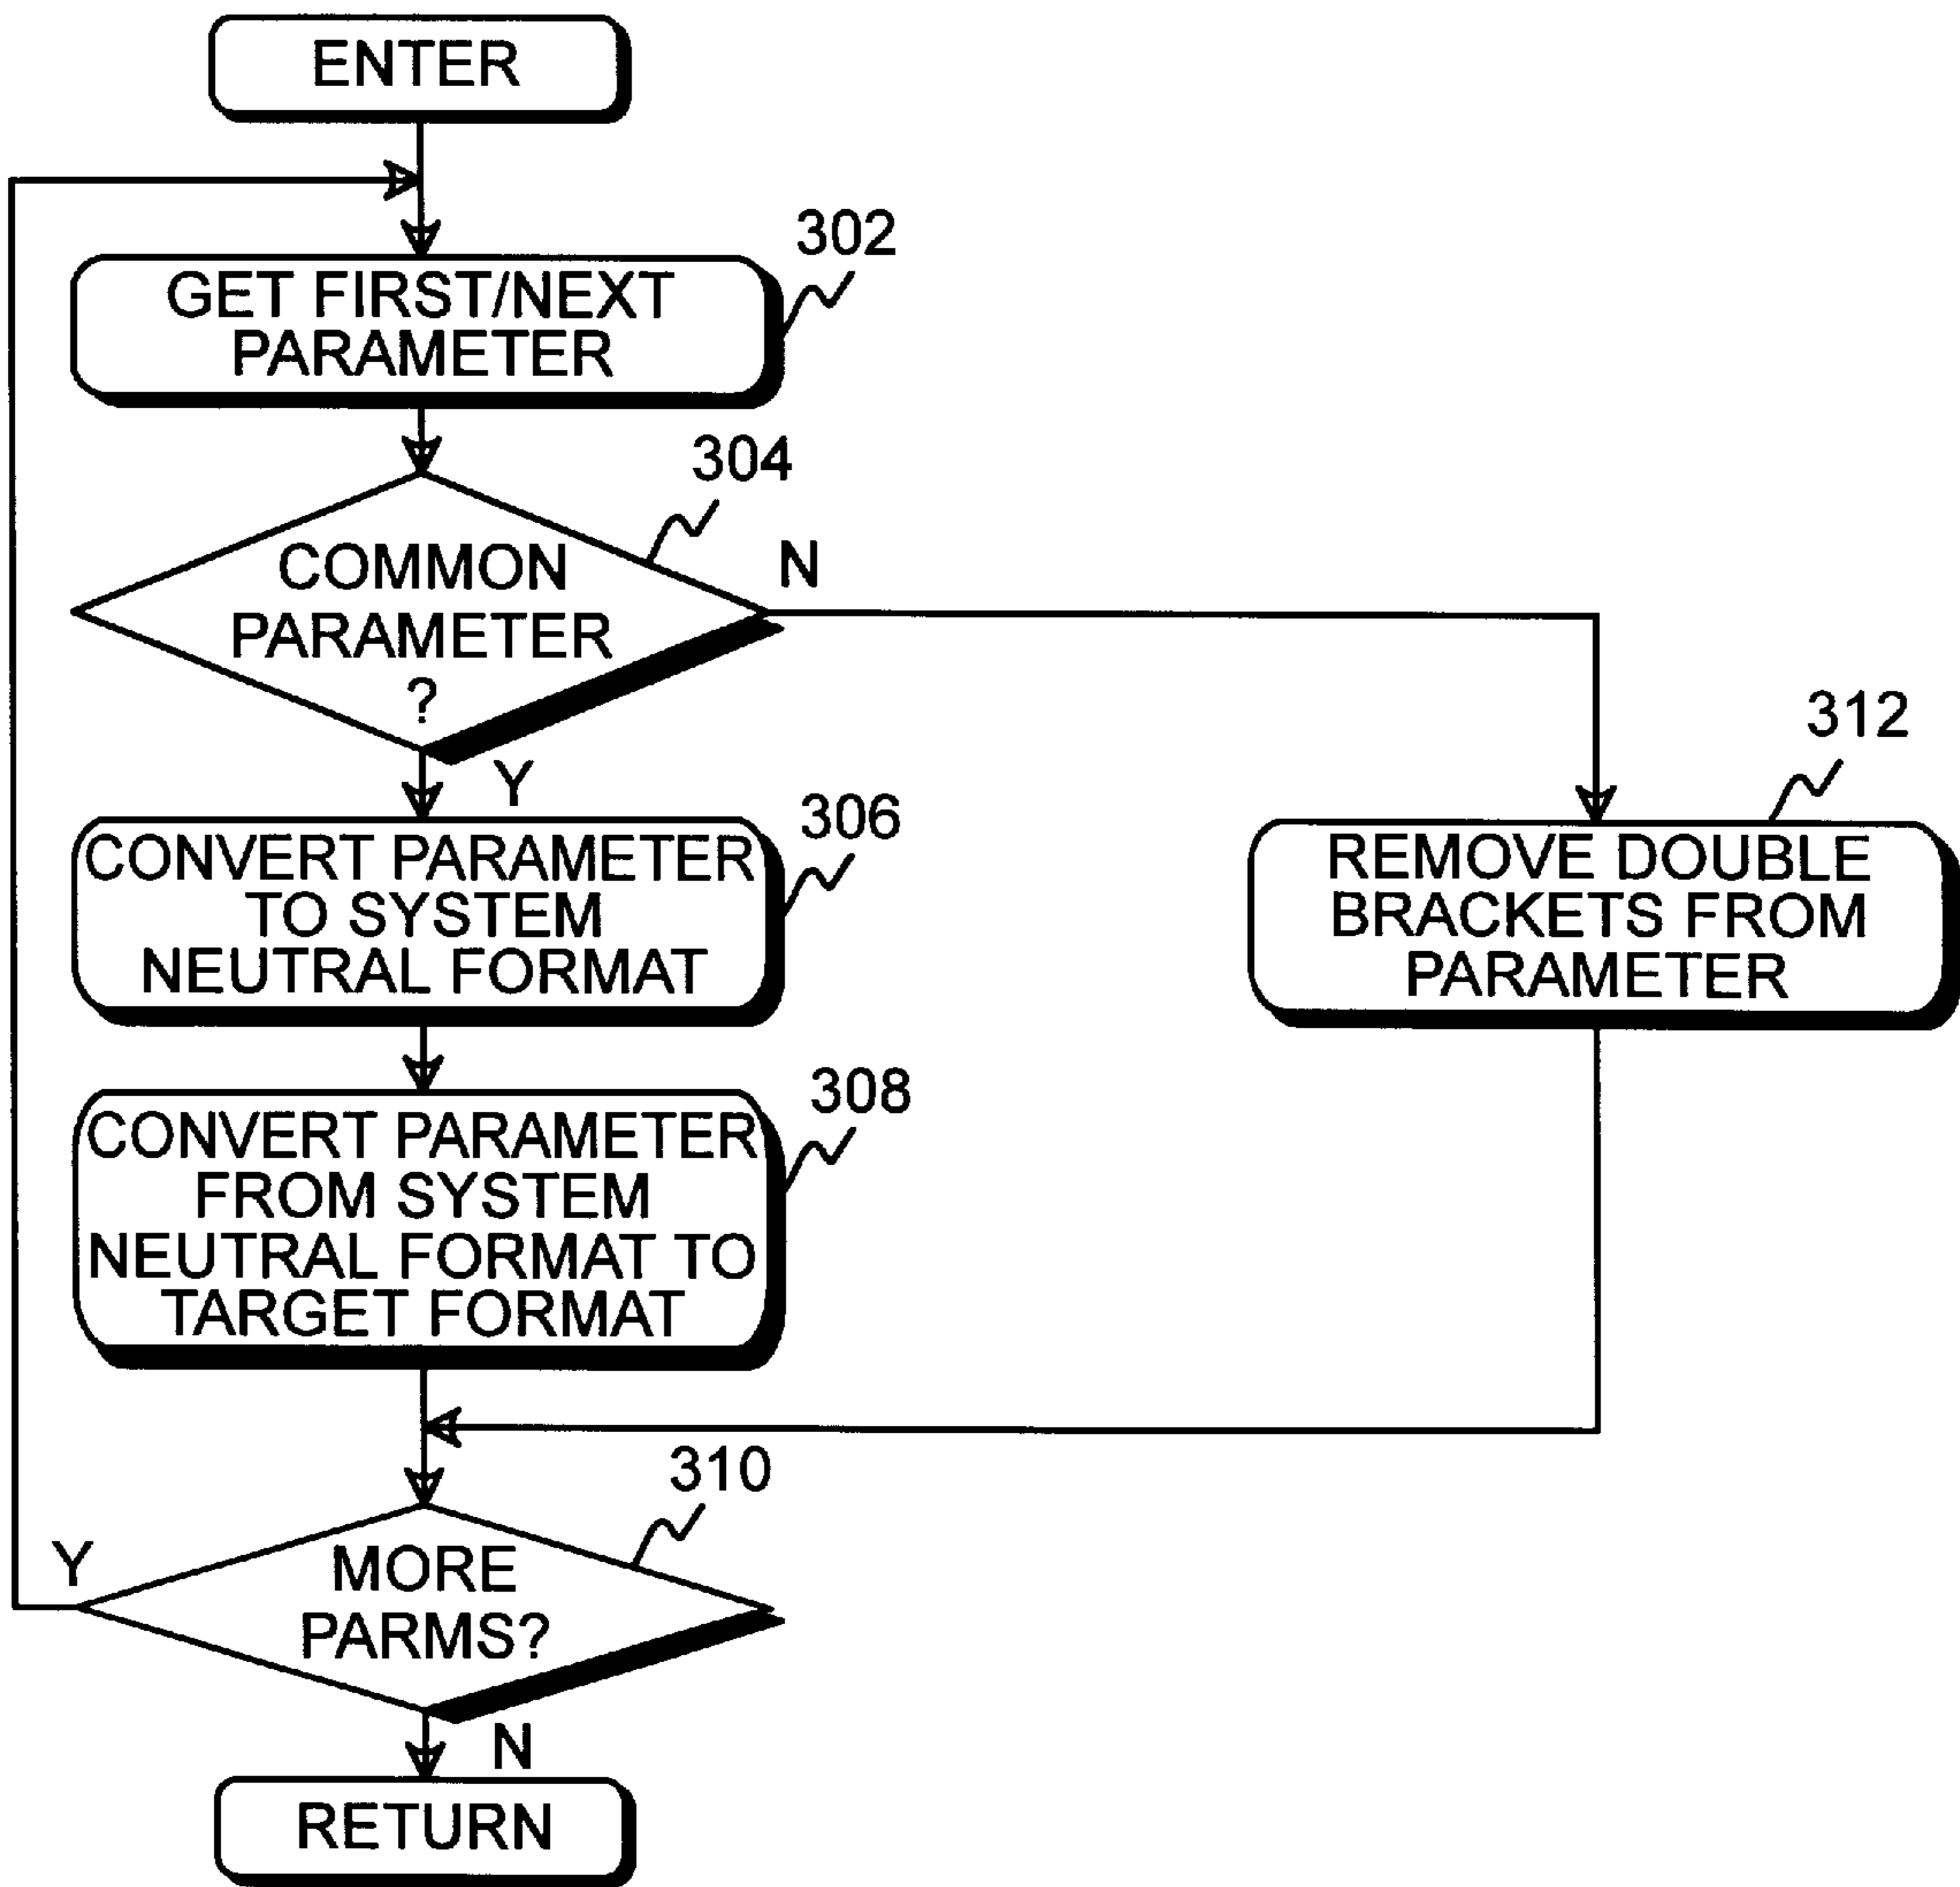 ENTER
302
GET FIRST/NEXT
PARAMETER
304
COMMON
PARAMETER
?
N
Y
306
CONVERT PARAMETER
TO SYSTEM
NEUTRAL FORMAT
312
REMOVE DOUBLE
BRACKETS FROM
PARAMETER
308
CONVERT PARAMETER
FROM SYSTEM
NEUTRAL FORMAT TO
TARGET FORMAT
310
MORE
PARMS?
Y
N
RETURN